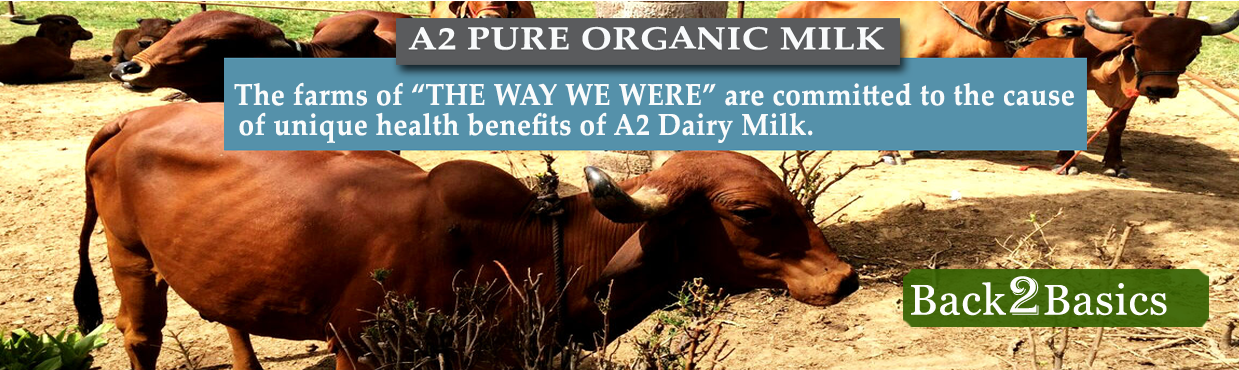 A2 PURE ORGANIC MILK
The farms of “THE WAY WE WERE” are committed to the cause
of unique health benefits of A2 Dairy Milk.
Back2Basics